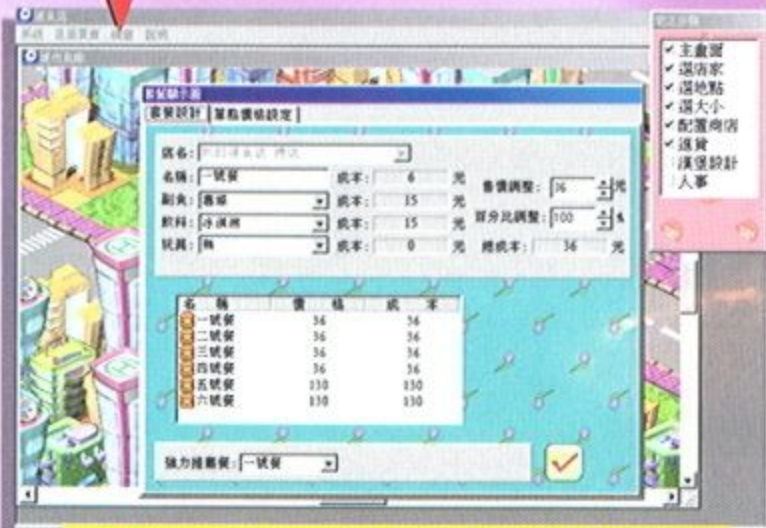 主畫面
選店家
選地點
選大小
配置商店
進貨
漢堡設計
人事
套餐設計 單點價格設定
店名:
名稱: 一號餐 成本: 6 元 售價調整: 36 元
副食: 成本: 15 元
飲料: 冰淇淋 成本: 15 元 百分比調整: 100 %
玩具: 無 成本: 0 元 總成本: 36 元
名稱 價格 成本
一號餐 36 36
二號餐 36 36
三號餐 36 36
四號餐 36 36
五號餐 130 130
六號餐 130 130
強力推薦餐: 一號餐